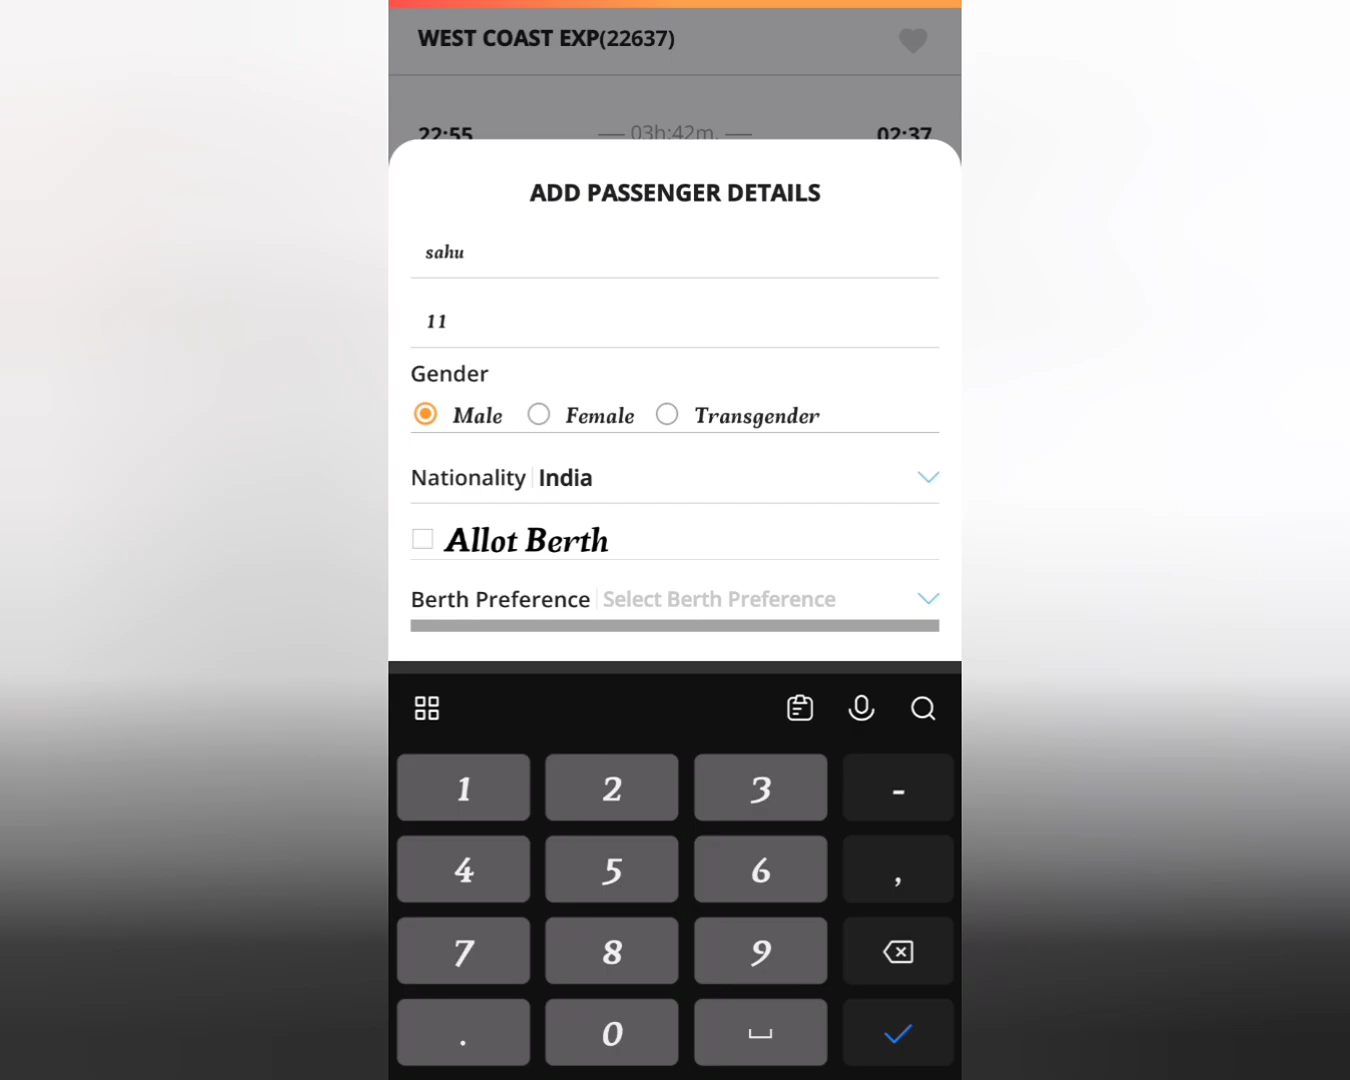 WEST COAST EXP(22637)
22:55 03h:42m. 02:37
ADD PASSENGER DETAILS
sahu
11
Gender
Male Female Transgender
Nationality India
Allot Berth
Berth Preference Select Berth Preference
1 2 3 -
4 5 6 ,
7 8 9
. 0